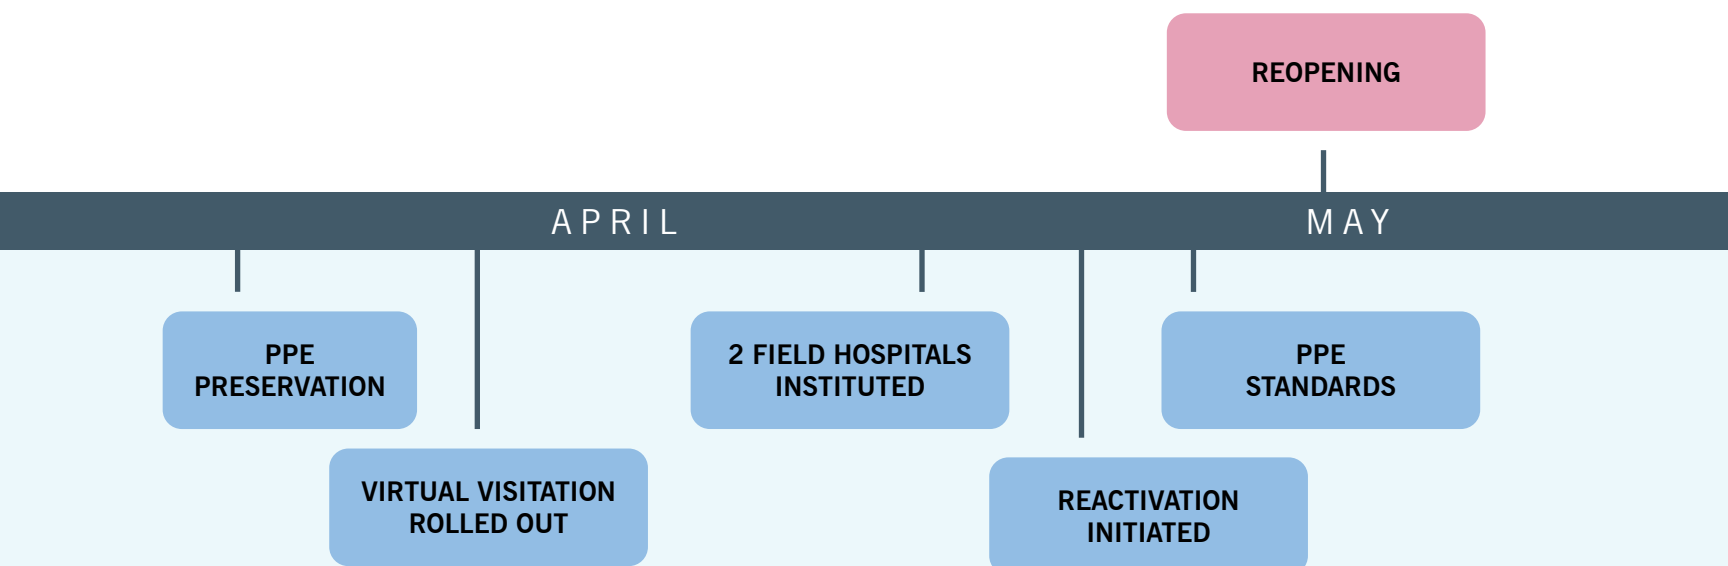 REOPENING
APRIL
MAY
PPE
PRESERVATION
2 FIELD HOSPITALS
INSTITUTED
PPE
STANDARDS
VIRTUAL VISITATION
ROLLED OUT
REACTIVATION
INITIATED